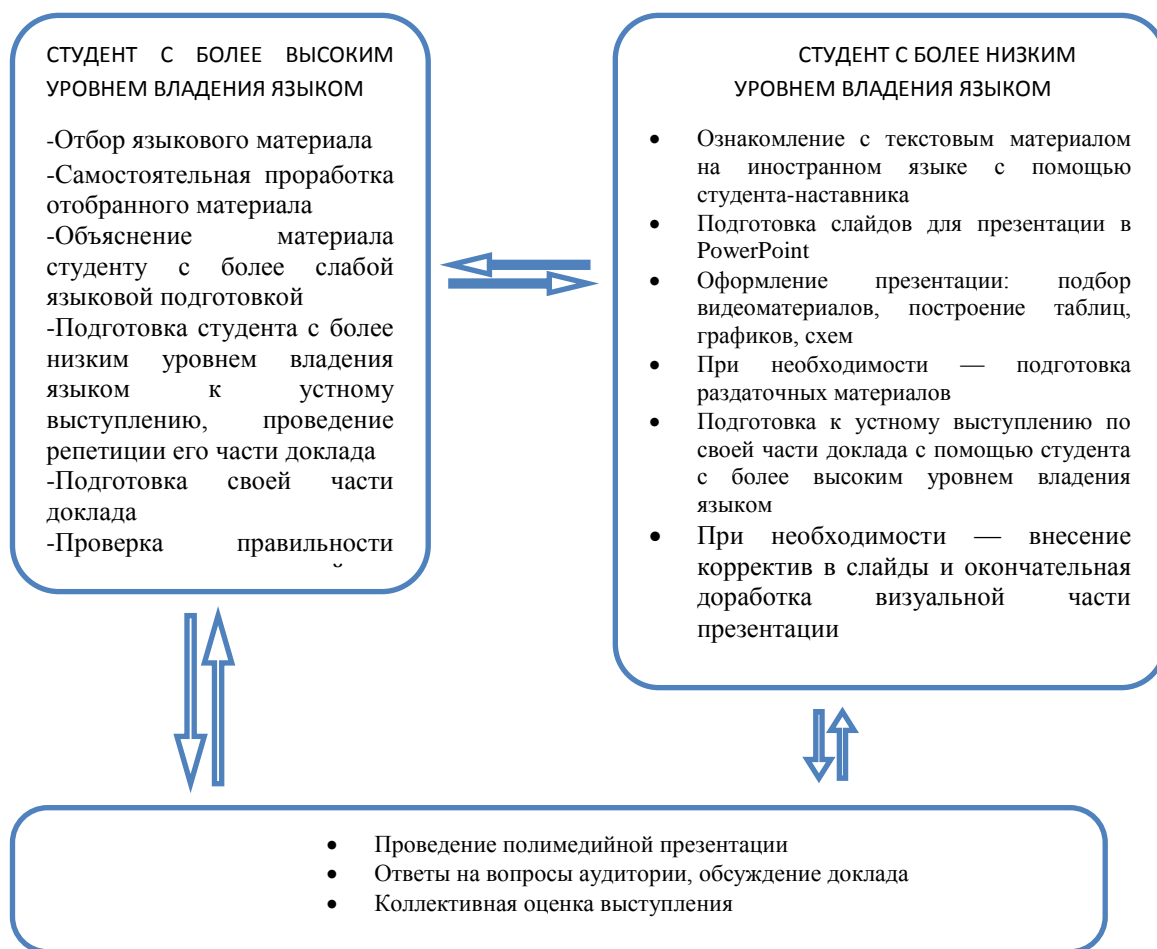 СТУДЕНТ С БОЛЕЕ ВЫСОКИМ
УРОВНЕМ ВЛАДЕНИЯ ЯЗЫКОМ
-Отбор языкового материала
-Самостоятельная проработка
отобранного материала
-Объяснение материала
студенту с более слабой
языковой подготовкой
-Подготовка студента с более
низким уровнем владения
языком к устному
выступлению, проведение
репетиции его части доклада
-Подготовка своей части
доклада
-Проверка правильности
СТУДЕНТ С БОЛЕЕ НИЗКИМ
УРОВНЕМ ВЛАДЕНИЯ ЯЗЫКОМ
• Ознакомление с текстовым материалом
на иностранном языке с помощью
студента-наставника
• Подготовка слайдов для презентации в
PowerPoint
• Оформление презентации: подбор
видеоматериалов, построение таблиц,
графиков, схем
• При необходимости — подготовка
раздаточных материалов
• Подготовка к устному выступлению по
своей части доклада с помощью студента
с более высоким уровнем владения
языком
• При необходимости — внесение
корректив в слайды и окончательная
доработка визуальной части
презентации
• Проведение полимедийной презентации
• Ответы на вопросы аудитории, обсуждение доклада
• Коллективная оценка выступления